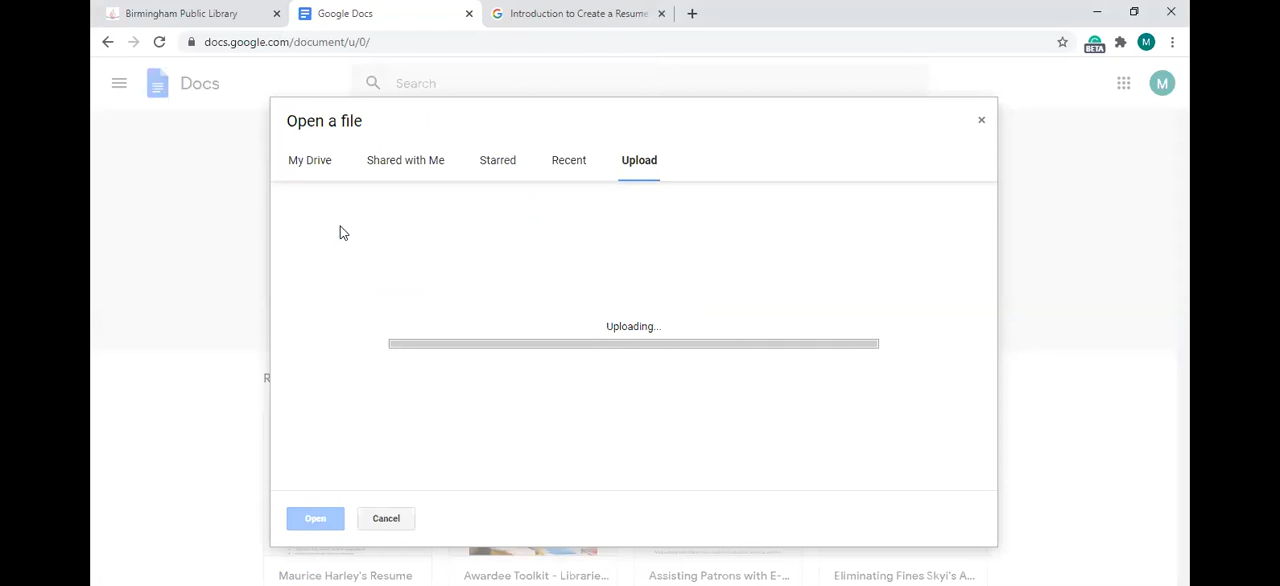 Birmingham Public Library
Google Docs
Introduction to Create a Resume
docs.google.com/document/u/0/
BETA
M
Docs
Search
M
Open a file
My Drive
Shared with Me
Starred
Recent
Upload
Uploading...
R
Open
Cancel
Maurice Harley's Resume
Awardee Toolkit - Librarie...
Assisting Patrons with E-...
Eliminating Fines Skyi's A...